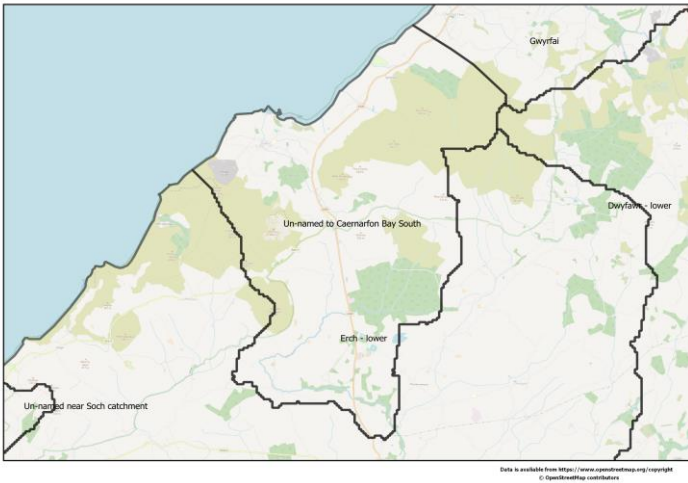 Gwyrfai
Dwyfawr - lower
Un-named to Caernarfon Bay South
Erch - lower
Un-named near Soch catchment
Data is available from https://www.openstreetmap.org/copyright
© OpenStreetMap contributors